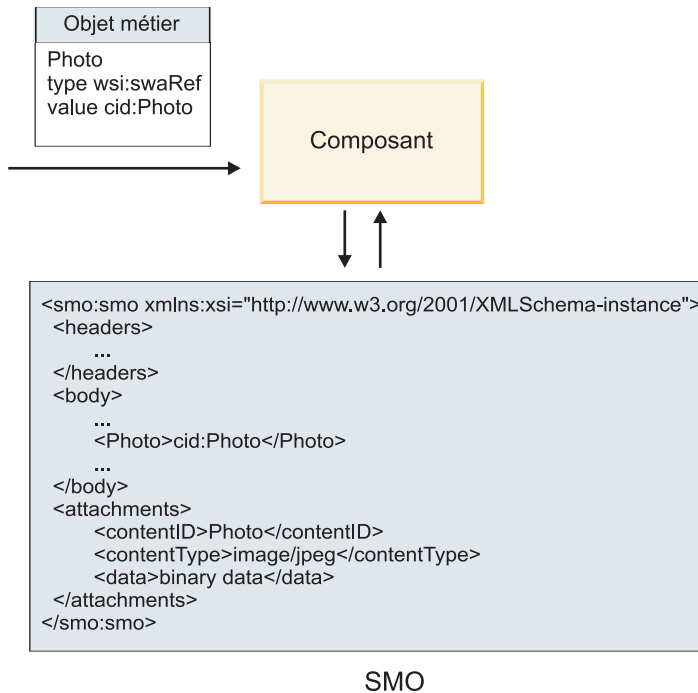 Objet métier
Photo
type wsi:swaRef
value cid:Photo
Composant
<smo:smo xmlns:xsi="http://www.w3.org/2001/XMLSchema-instance">
<headers>
...
</headers>
<body>
...
<Photo>cid:Photo</Photo>
...
</body>
<attachments>
<contentID>Photo</contentID>
<contentType>image/jpeg</contentType>
<data>binary data</data>
</attachments>
</smo:smo>
SMO